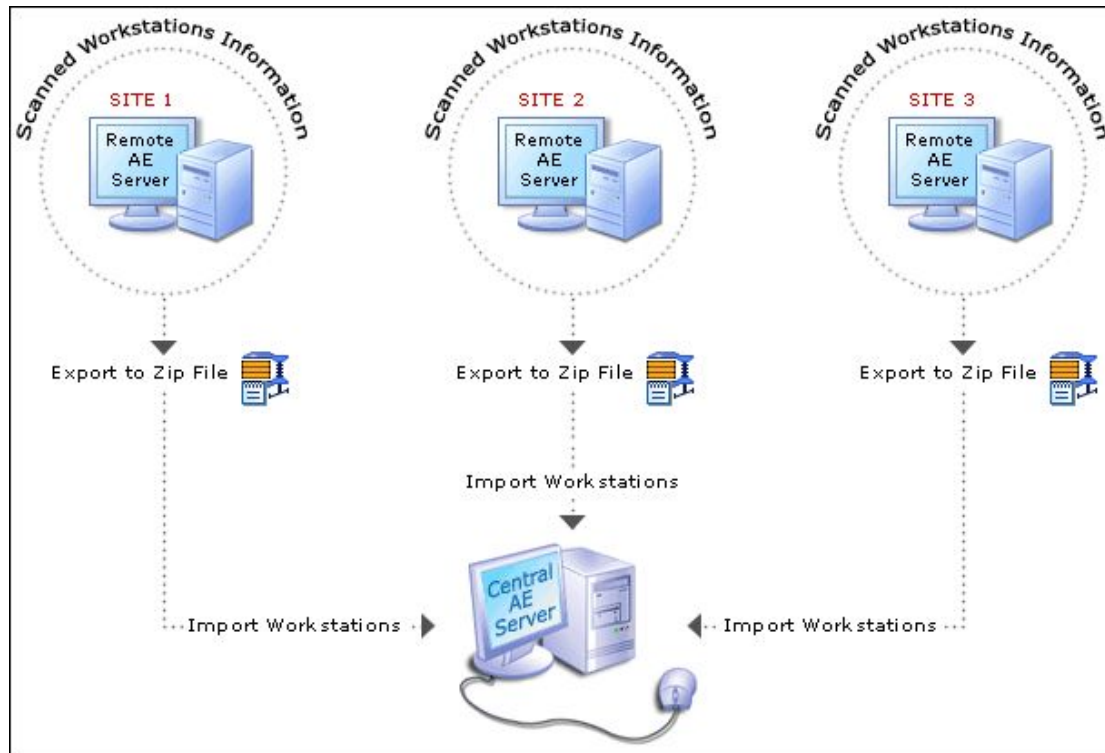 Scanned Workstations Information
SITE 1
Remote
AE
Server
Scanned Workstations Information
SITE 2
Remote
AE
Server
Scanned Workstations Information
SITE 3
Remote
AE
Server
Export to Zip File
Export to Zip File
Export to Zip File
Import Workstations
Central
AE
Server
Import Workstations
Import Workstations